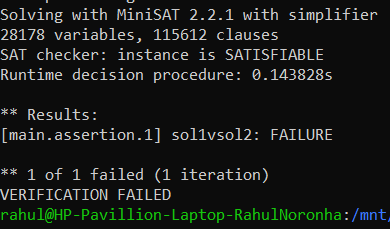 Solving with MiniSAT 2.2.1 with simplifier
28178 variables, 115612 clauses
SAT checker: instance is SATISFIABLE
Runtime decision procedure: 0.143828s
** Results:
[main.assertion.1] sol1vsol2: FAILURE
** 1 of 1 failed (1 iteration)
VERIFICATION FAILED
rahul@HP-Pavillion-Laptop-RahulNoronha:/mnt/